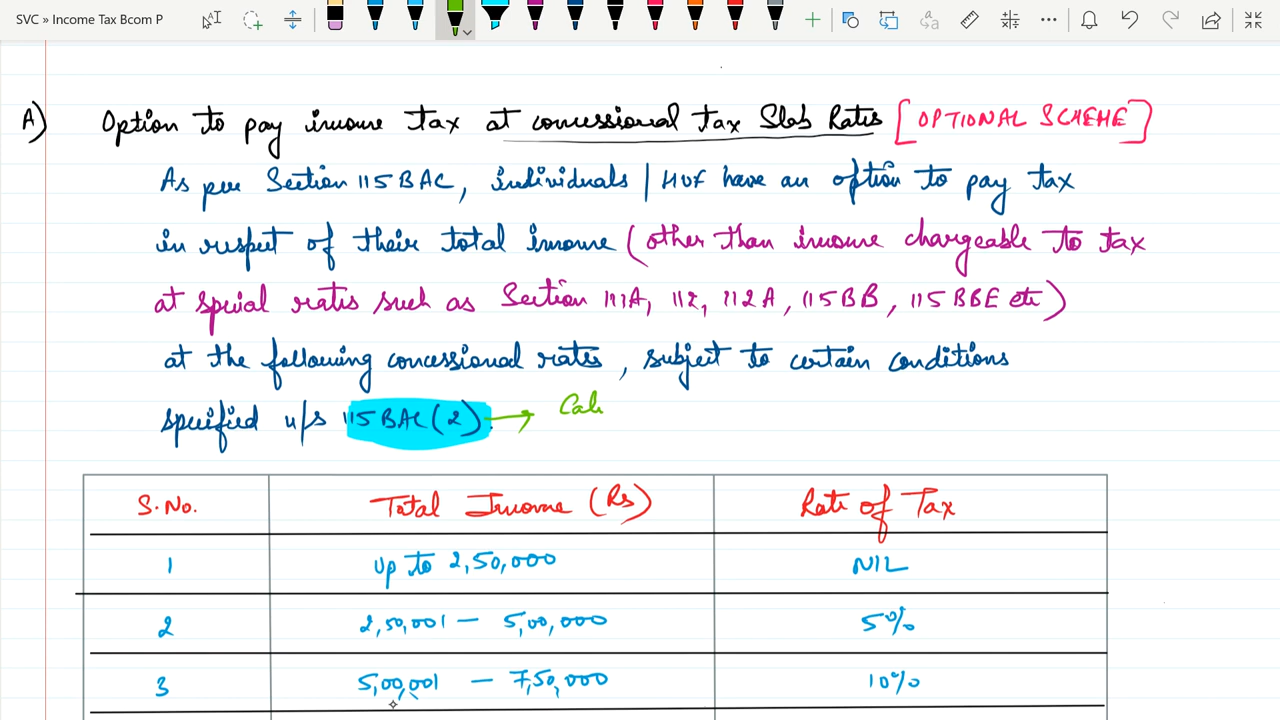 SVC » Income Tax Bcom P
A) Option to pay income tax at concessional tax Slab Rates [OPTIONAL SCHEME]
As per Section 115BAC, individuals | HUF have an option to pay tax
in respect of their total income (other than income chargeable to tax
at special rates such as Section 111A, 112, 112A, 115BB, 115BBE etc)
at the following concessional rates, subject to certain conditions
specified u/s 115BAC(2). → Calc
S.No. Total Income (Rs) Rate of Tax
1 Up to 2,50,000 NIL
2 2,50,001 - 5,00,000 5%
3 5,00,001 - 7,50,000 10%